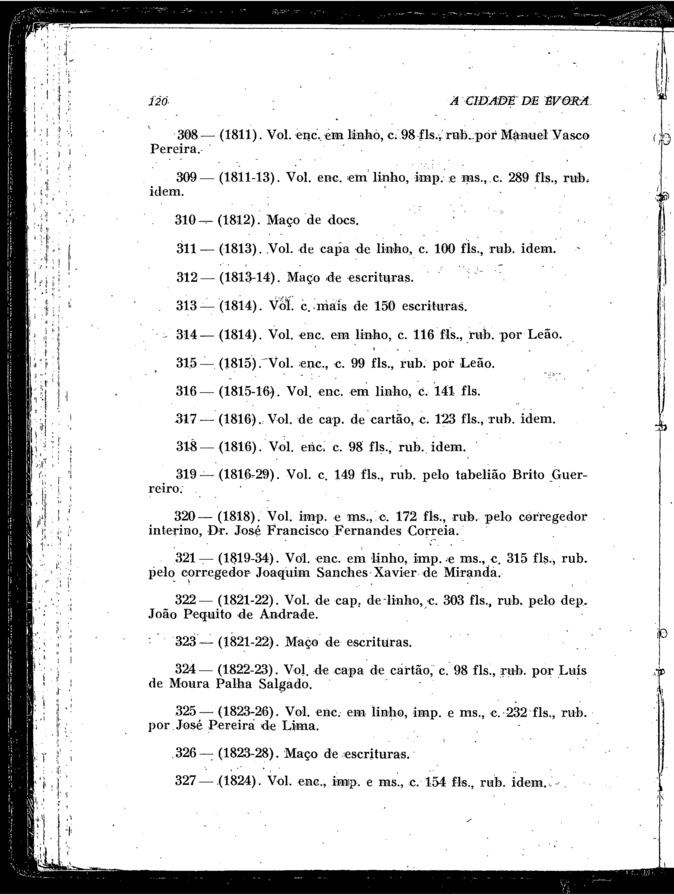 120
A CIDADE DE ÉVORA
308 — (1811). Vol. enc. em linho, c. 98 fls., rub. por Manuel Vasco
Pereira.
309 — (1811-13). Vol. enc. em linho, imp. e ms., c. 289 fls., rub.
idem.
310 — (1812). Maço de docs.
311 — (1813). Vol. de capa de linho, c. 100 fls., rub. idem.
312 — (1813-14). Maço de escrituras.
313 — (1814). Vol. c. mais de 150 escrituras.
314 — (1814). Vol. enc. em linho, c. 116 fls., rub. por Leão.
315 — (1815). Vol. enc., c. 99 fls., rub. por Leão.
316 — (1815-16). Vol. enc. em linho, c. 141 fls.
317 — (1816). Vol. de cap. de cartão, c. 123 fls., rub. idem.
318 — (1816). Vol. enc. c. 98 fls., rub. idem.
319 — (1816-29). Vol. c. 149 fls., rub. pelo tabelião Brito Guer-
reiro.
320 — (1818). Vol. imp. e ms., c. 172 fls., rub. pelo corregedor
interino, Dr. José Francisco Fernandes Correia.
321 — (1819-34). Vol. enc. em linho, imp. e ms., c. 315 fls., rub.
pelo corregedor Joaquim Sanches Xavier de Miranda.
322 — (1821-22). Vol. de cap. de linho, c. 303 fls., rub. pelo dep.
João Pequito de Andrade.
323 — (1821-22). Maço de escrituras.
324 — (1822-23). Vol. de capa de cartão, c. 98 fls., rub. por Luís
de Moura Palha Salgado.
325 — (1823-26). Vol. enc. em linho, imp. e ms., c. 232 fls., rub.
por José Pereira de Lima.
326 — (1823-28). Maço de escrituras.
327 — (1824). Vol. enc., imp. e ms., c. 154 fls., rub. idem.